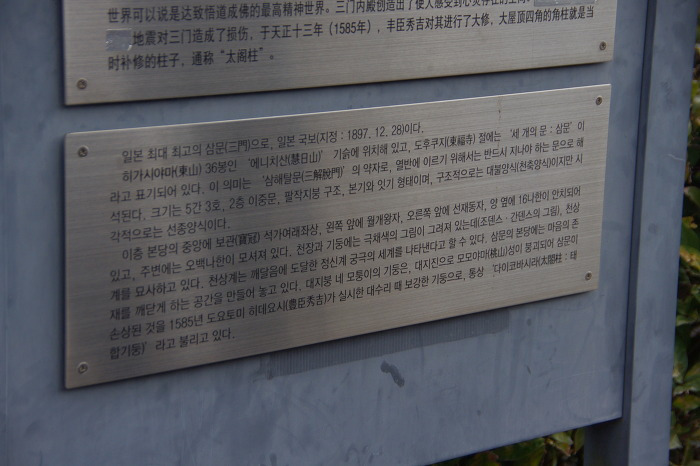 世界可以说是达致悟道成佛的最高精神世界。三门内殿创造出了使人感受到心灵存在的空间。
地震对三门造成了损伤，于天正十三年（1585年），丰臣秀吉对其进行了大修，大屋顶四角的角柱就是当
时补修的柱子，通称“太阁柱”。
일본 최대 최고의 삼문(三門)으로, 일본 국보(지정 : 1897. 12. 28)이다.
히가시야마(東山) 36봉인 ‘에니치산(慧日山)’ 기슭에 위치해 있고, 도후쿠지(東福寺) 절에는 ‘세 개의 문 : 삼문’이
라고 표기되어 있다. 이 의미는 ‘삼해탈문(三解脫門)’의 약자로, 열반에 이르기 위해서는 반드시 지나야 하는 문으로 해
석된다. 크기는 5간 3호, 2층 이중문, 팔작지붕 구조, 본기와 잇기 형태이며, 구조적으로는 대불양식(천축양식)이지만 시
각적으로는 선종양식이다.
이층 본당의 중앙에 보관(寶冠) 석가여래좌상, 왼쪽 앞에 월개왕자, 오른쪽 앞에 선재동자, 양 옆에 16나한이 안치되어
있고, 주변에는 오백나한이 모셔져 있다. 천장과 기둥에는 극채색의 그림이 그려져 있는데(조덴스·간덴스의 그림), 천상
계를 묘사하고 있다. 천상계는 깨달음에 도달한 정신계 궁극의 세계를 나타낸다고 할 수 있다. 삼문의 본당에는 마음의 존
재를 깨닫게 하는 공간을 만들어 놓고 있다. 대지붕 네 모퉁이의 기둥은, 대지진으로 모모야마(桃山)성이 붕괴되어 삼문이
손상된 것을 1585년 도요토미 히데요시(豊臣秀吉)가 실시한 대수리 때 보강한 기둥으로, 통상 ‘다이코바시라(太閤柱 : 태
합기둥)’라고 불리고 있다.